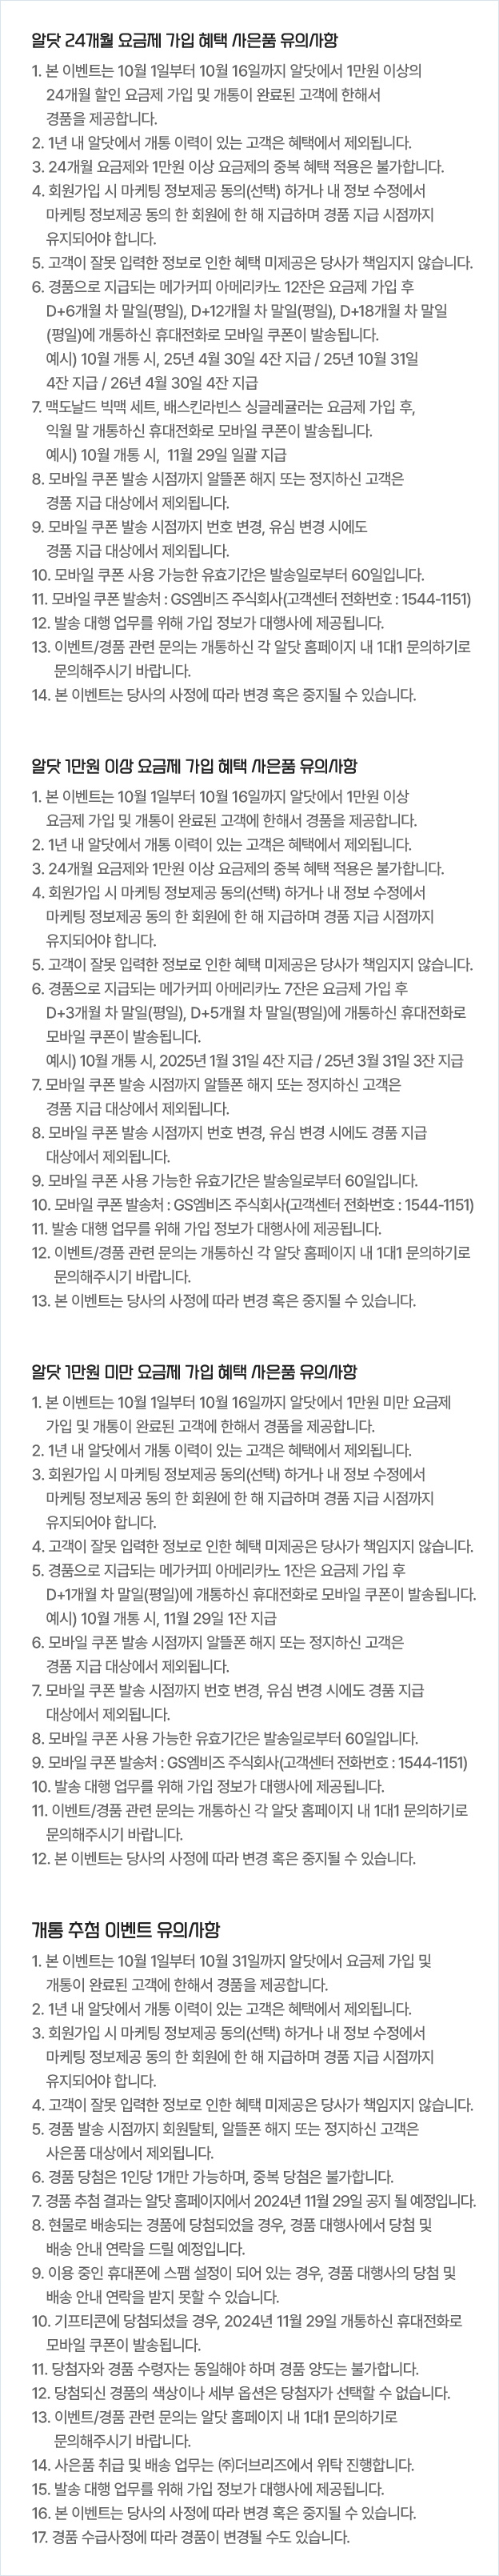 알닷 24개월 요금제 가입 혜택 사은품 유의사항
1. 본 이벤트는 10월 1일부터 10월 16일까지 알닷에서 1만원 이상의
24개월 할인 요금제 가입 및 개통이 완료된 고객에 한해서
경품을 제공합니다.
2. 1년 내 알닷에서 개통 이력이 있는 고객은 혜택에서 제외됩니다.
3. 24개월 요금제와 1만원 이상 요금제의 중복 혜택 적용은 불가합니다.
4. 회원가입 시 마케팅 정보제공 동의(선택) 하거나 내 정보 수정에서
마케팅 정보제공 동의 한 회원에 한 해 지급하며 경품 지급 시점까지
유지되어야 합니다.
5. 고객이 잘못 입력한 정보로 인한 혜택 미제공은 당사가 책임지지 않습니다.
6. 경품으로 지급되는 메가커피 아메리카노 12잔은 요금제 가입 후
D+6개월 차 말일(평일), D+12개월 차 말일(평일), D+18개월 차 말일
(평일)에 개통하신 휴대전화로 모바일 쿠폰이 발송됩니다.
예시) 10월 개통 시, 25년 4월 30일 4잔 지급 / 25년 10월 31일
4잔 지급 / 26년 4월 30일 4잔 지급
7. 맥도날드 빅맥 세트, 배스킨라빈스 싱글레귤러는 요금제 가입 후,
익월 말 개통하신 휴대전화로 모바일 쿠폰이 발송됩니다.
예시) 10월 개통 시, 11월 29일 일괄 지급
8. 모바일 쿠폰 발송 시점까지 알뜰폰 해지 또는 정지하신 고객은
경품 지급 대상에서 제외됩니다.
9. 모바일 쿠폰 발송 시점까지 번호 변경, 유심 변경 시에도
경품 지급 대상에서 제외됩니다.
10. 모바일 쿠폰 사용 가능한 유효기간은 발송일로부터 60일입니다.
11. 모바일 쿠폰 발송처 : GS엠비즈 주식회사(고객센터 전화번호 : 1544-1151)
12. 발송 대행 업무를 위해 가입 정보가 대행사에 제공됩니다.
13. 이벤트/경품 관련 문의는 개통하신 각 알닷 홈페이지 내 1대1 문의하기로
문의해주시기 바랍니다.
14. 본 이벤트는 당사의 사정에 따라 변경 혹은 중지될 수 있습니다.
알닷 1만원 이상 요금제 가입 혜택 사은품 유의사항
1. 본 이벤트는 10월 1일부터 10월 16일까지 알닷에서 1만원 이상
요금제 가입 및 개통이 완료된 고객에 한해서 경품을 제공합니다.
2. 1년 내 알닷에서 개통 이력이 있는 고객은 혜택에서 제외됩니다.
3. 24개월 요금제와 1만원 이상 요금제의 중복 혜택 적용은 불가합니다.
4. 회원가입 시 마케팅 정보제공 동의(선택) 하거나 내 정보 수정에서
마케팅 정보제공 동의 한 회원에 한 해 지급하며 경품 지급 시점까지
유지되어야 합니다.
5. 고객이 잘못 입력한 정보로 인한 혜택 미제공은 당사가 책임지지 않습니다.
6. 경품으로 지급되는 메가커피 아메리카노 7잔은 요금제 가입 후
D+3개월 차 말일(평일), D+5개월 차 말일(평일)에 개통하신 휴대전화로
모바일 쿠폰이 발송됩니다.
예시) 10월 개통 시, 2025년 1월 31일 4잔 지급 / 25년 3월 31일 3잔 지급
7. 모바일 쿠폰 발송 시점까지 알뜰폰 해지 또는 정지하신 고객은
경품 지급 대상에서 제외됩니다.
8. 모바일 쿠폰 발송 시점까지 번호 변경, 유심 변경 시에도 경품 지급
대상에서 제외됩니다.
9. 모바일 쿠폰 사용 가능한 유효기간은 발송일로부터 60일입니다.
10. 모바일 쿠폰 발송처 : GS엠비즈 주식회사(고객센터 전화번호 : 1544-1151)
11. 발송 대행 업무를 위해 가입 정보가 대행사에 제공됩니다.
12. 이벤트/경품 관련 문의는 개통하신 각 알닷 홈페이지 내 1대1 문의하기로
문의해주시기 바랍니다.
13. 본 이벤트는 당사의 사정에 따라 변경 혹은 중지될 수 있습니다.
알닷 1만원 미만 요금제 가입 혜택 사은품 유의사항
1. 본 이벤트는 10월 1일부터 10월 16일까지 알닷에서 1만원 미만 요금제
가입 및 개통이 완료된 고객에 한해서 경품을 제공합니다.
2. 1년 내 알닷에서 개통 이력이 있는 고객은 혜택에서 제외됩니다.
3. 회원가입 시 마케팅 정보제공 동의(선택) 하거나 내 정보 수정에서
마케팅 정보제공 동의 한 회원에 한 해 지급하며 경품 지급 시점까지
유지되어야 합니다.
4. 고객이 잘못 입력한 정보로 인한 혜택 미제공은 당사가 책임지지 않습니다.
5. 경품으로 지급되는 메가커피 아메리카노 1잔은 요금제 가입 후
D+1개월 차 말일(평일)에 개통하신 휴대전화로 모바일 쿠폰이 발송됩니다.
예시) 10월 개통 시, 11월 29일 1잔 지급
6. 모바일 쿠폰 발송 시점까지 알뜰폰 해지 또는 정지하신 고객은
경품 지급 대상에서 제외됩니다.
7. 모바일 쿠폰 발송 시점까지 번호 변경, 유심 변경 시에도 경품 지급
대상에서 제외됩니다.
8. 모바일 쿠폰 사용 가능한 유효기간은 발송일로부터 60일입니다.
9. 모바일 쿠폰 발송처 : GS엠비즈 주식회사(고객센터 전화번호 : 1544-1151)
10. 발송 대행 업무를 위해 가입 정보가 대행사에 제공됩니다.
11. 이벤트/경품 관련 문의는 개통하신 각 알닷 홈페이지 내 1대1 문의하기로
문의해주시기 바랍니다.
12. 본 이벤트는 당사의 사정에 따라 변경 혹은 중지될 수 있습니다.
개통 추첨 이벤트 유의사항
1. 본 이벤트는 10월 1일부터 10월 31일까지 알닷에서 요금제 가입 및
개통이 완료된 고객에 한해서 경품을 제공합니다.
2. 1년 내 알닷에서 개통 이력이 있는 고객은 혜택에서 제외됩니다.
3. 회원가입 시 마케팅 정보제공 동의(선택) 하거나 내 정보 수정에서
마케팅 정보제공 동의 한 회원에 한 해 지급하며 경품 지급 시점까지
유지되어야 합니다.
4. 고객이 잘못 입력한 정보로 인한 혜택 미제공은 당사가 책임지지 않습니다.
5. 경품 발송 시점까지 회원탈퇴, 알뜰폰 해지 또는 정지하신 고객은
사은품 대상에서 제외됩니다.
6. 경품 당첨은 1인당 1개만 가능하며, 중복 당첨은 불가합니다.
7. 경품 추첨 결과는 알닷 홈페이지에서 2024년 11월 29일 공지 될 예정입니다.
8. 현물로 배송되는 경품에 당첨되었을 경우, 경품 대행사에서 당첨 및
배송 안내 연락을 드릴 예정입니다.
9. 이용 중인 휴대폰에 스팸 설정이 되어 있는 경우, 경품 대행사의 당첨 및
배송 안내 연락을 받지 못할 수 있습니다.
10. 기프티콘에 당첨되셨을 경우, 2024년 11월 29일 개통하신 휴대전화로
모바일 쿠폰이 발송됩니다.
11. 당첨자와 경품 수령자는 동일해야 하며 경품 양도는 불가합니다.
12. 당첨되신 경품의 색상이나 세부 옵션은 당첨자가 선택할 수 없습니다.
13. 이벤트/경품 관련 문의는 알닷 홈페이지 내 1대1 문의하기로
문의해주시기 바랍니다.
14. 사은품 취급 및 배송 업무는 ㈜더브리즈에서 위탁 진행합니다.
15. 발송 대행 업무를 위해 가입 정보가 대행사에 제공됩니다.
16. 본 이벤트는 당사의 사정에 따라 변경 혹은 중지될 수 있습니다.
17. 경품 수급사정에 따라 경품이 변경될 수도 있습니다.